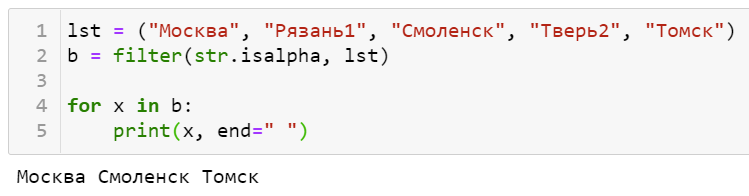 1 lst = ("Москва", "Рязань1", "Смоленск", "Тверь2", "Томск")
2 b = filter(str.isalpha, lst)
3
4 for x in b:
5     print(x, end=" ")
Москва Смоленск Томск